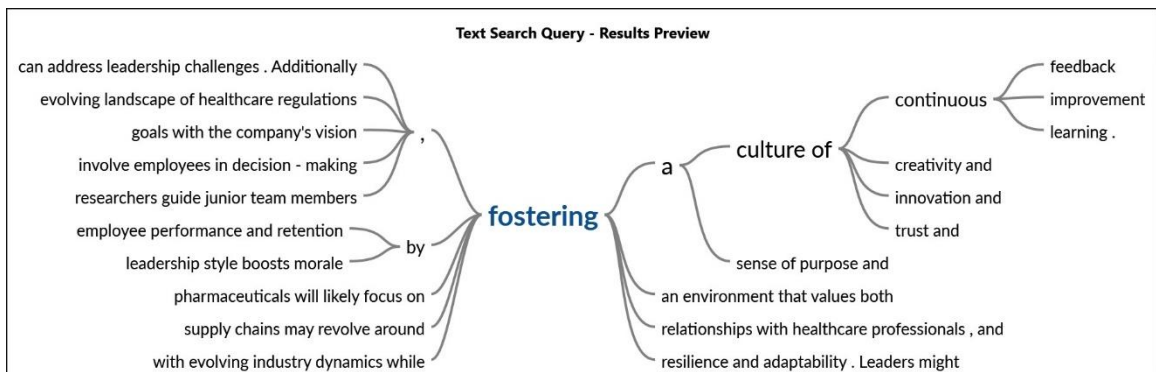 Text Search Query - Results Preview
can address leadership challenges . Additionally
evolving landscape of healthcare regulations
goals with the company's vision
involve employees in decision - making
researchers guide junior team members
,
employee performance and retention
leadership style boosts morale
by
pharmaceuticals will likely focus on
supply chains may revolve around
with evolving industry dynamics while
fostering
a
culture of
continuous
feedback
improvement
learning .
creativity and
innovation and
trust and
sense of purpose and
an environment that values both
relationships with healthcare professionals , and
resilience and adaptability . Leaders might